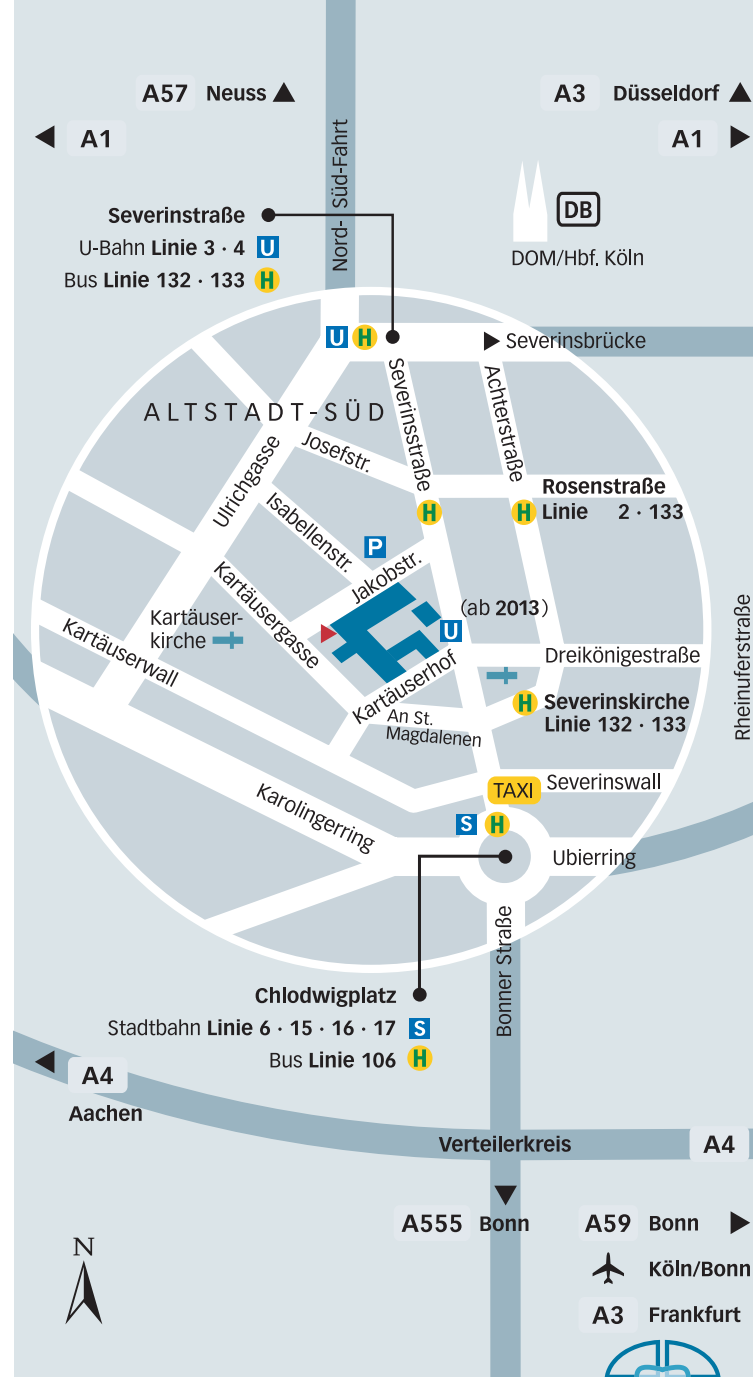 A57 Neuss
A3 Düsseldorf
A1
A1
Nord- Süd-Fahrt
Severinstraße
U-Bahn Linie 3 · 4 U
Bus Linie 132 · 133 H
DB
DOM/Hbf. Köln
U H
Severinsbrücke
ALTSTADT-SÜD
Severinsstraße
Achterstraße
Josefstr.
Ulrichgasse
Rosenstraße
H
H Linie 2 · 133
Isabellenstr.
P
Jakobstr.
Kartäusergasse
(ab 2013)
U
Kartäuser-
kirche
Kartäuserwall
Rheinuferstraße
Dreikönigestraße
Kartäuserhof
H Severinskirche
Linie 132 · 133
An St.
Magdalenen
Severinswall
TAXI
Karolingerring
S H
Ubierring
Bonner Straße
Chlodwigplatz
Stadtbahn Linie 6 · 15 · 16 · 17 S
Bus Linie 106 H
A4
Aachen
Verteilerkreis
A4
A555 Bonn
A59 Bonn
N
Köln/Bonn
A3 Frankfurt